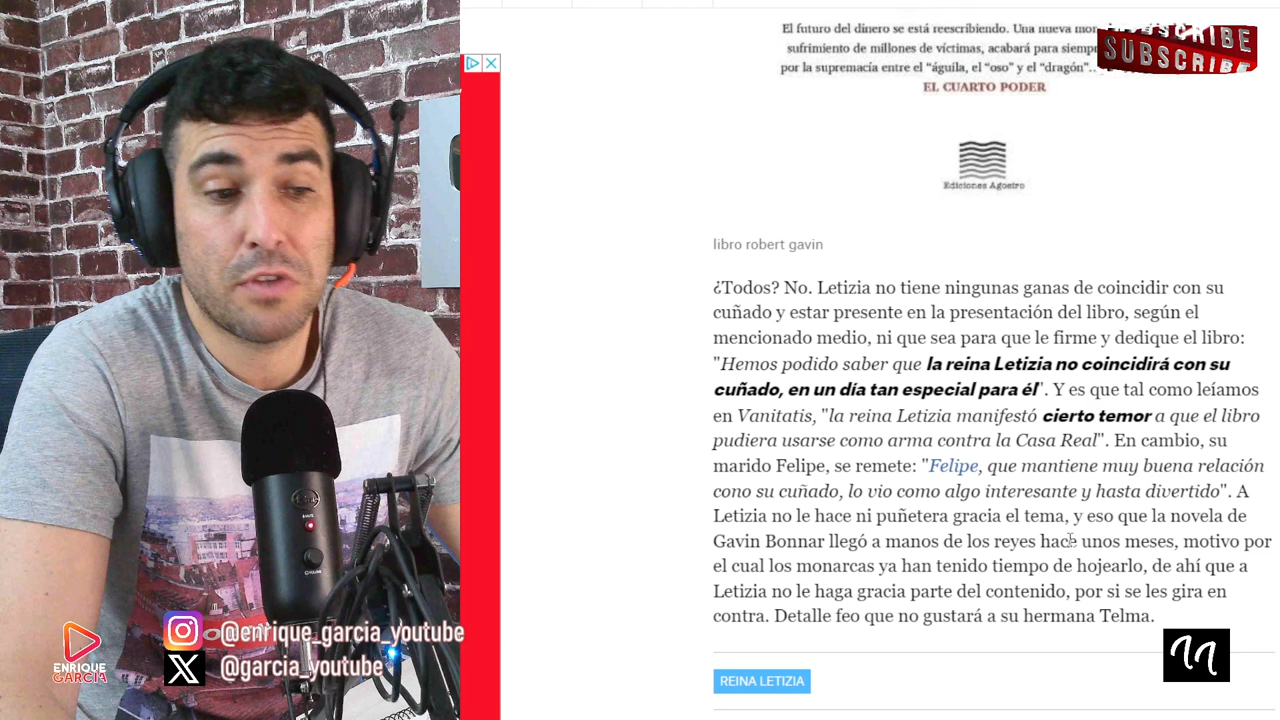 El futuro del dinero se está reescribiendo. Una nueva
sufrimiento de millones de víctimas, acabará para siempre
por la supremacía entre el “águila, el “oso” y el “dragón”..
EL CUARTO PODER
SUBSCRIBE
SUBSCRIBE
Ediciones Agoeiro
libro robert gavin
¿Todos? No. Letizia no tiene ningunas ganas de coincidir con su
cuñado y estar presente en la presentación del libro, según el
mencionado medio, ni que sea para que le firme y dedique el libro:
"Hemos podido saber que la reina Letizia no coincidirá con su
cuñado, en un día tan especial para él". Y es que tal como leíamos
en Vanitatis, "la reina Letizia manifestó cierto temor a que el libro
pudiera usarse como arma contra la Casa Real". En cambio, su
marido Felipe, se remete: "Felipe, que mantiene muy buena relación
cono su cuñado, lo vio como algo interesante y hasta divertido". A
Letizia no le hace ni puñetera gracia el tema, y eso que la novela de
Gavin Bonnar llegó a manos de los reyes hace unos meses, motivo por
el cual los monarcas ya han tenido tiempo de hojearlo, de ahí que a
Letizia no le haga gracia parte del contenido, por si se les gira en
contra. Detalle feo que no gustará a su hermana Telma.
REINA LETIZIA
@enrique_garcia_youtube
@garcia_youtube
ENRIQUE
GARCIA